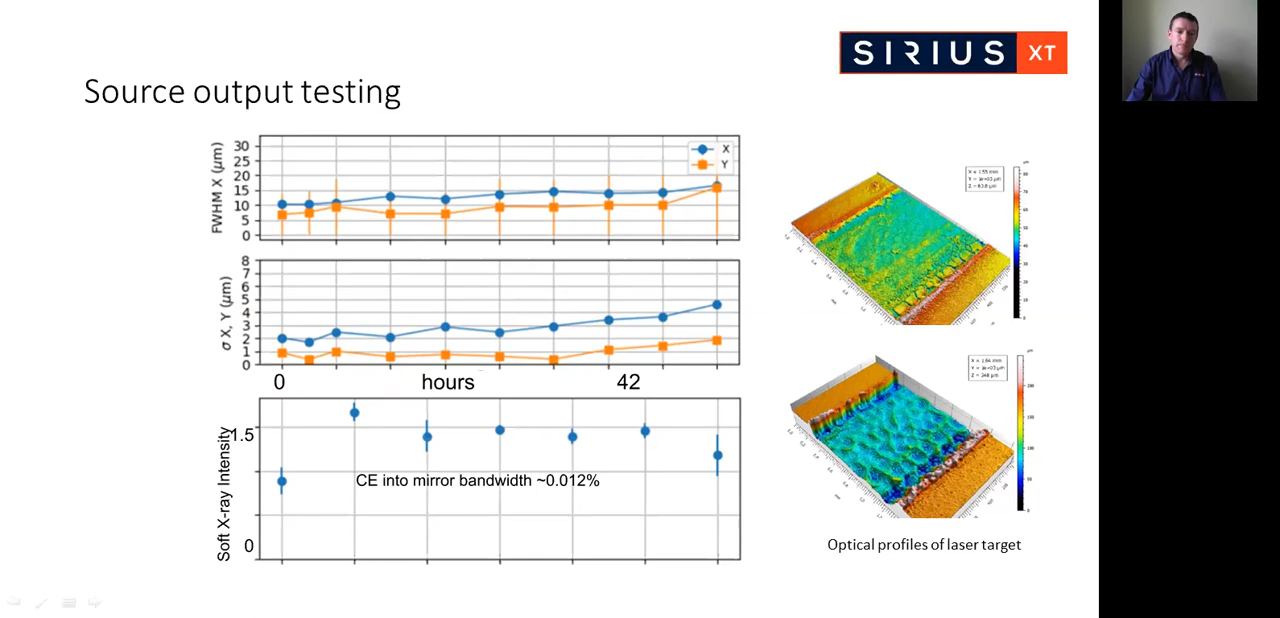 SIRIUS XT
Source output testing
FWHM X (μm)
30
25
20
15
10
5
0
X
Y
σ X, Y (μm)
8
7
6
5
4
3
2
1
0
0 hours 42
Soft X-ray Intensity
1.5
0
CE into mirror bandwidth ~0.012%
Optical profiles of laser target